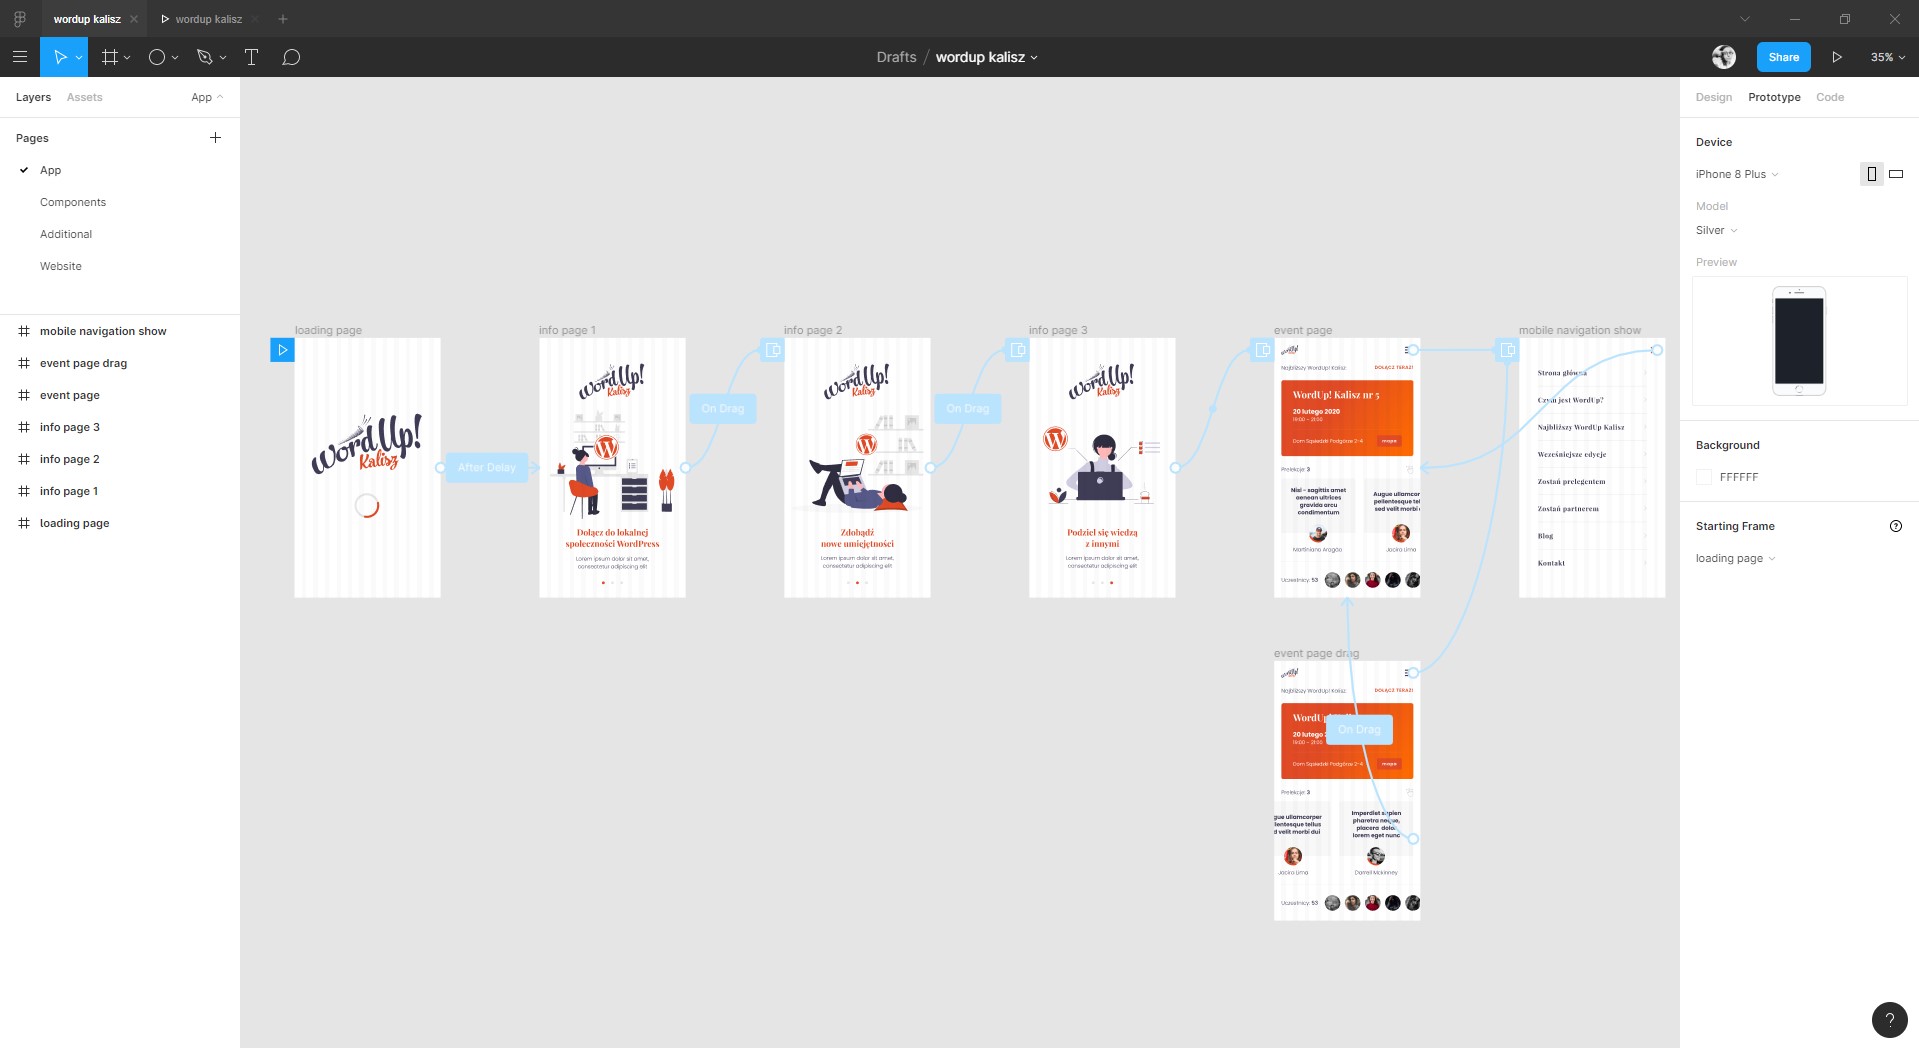 wordup kalisz
wordup kalisz
Drafts / wordup kalisz
Share
35%
Layers
Assets
App
Pages
App
Components
Additional
Website
mobile navigation show
event page drag
event page
info page 3
info page 2
info page 1
loading page
loading page
WordUp!
Kalisz
After Delay
info page 1
WordUp!
Kalisz
Dołącz do lokalnej
społeczności WordPress
Lorem ipsum dolor sit amet,
consectetur adipiscing elit
On Drag
info page 2
WordUp!
Kalisz
Zdobądź
nowe umiejętności
Lorem ipsum dolor sit amet,
consectetur adipiscing elit
On Drag
info page 3
WordUp!
Kalisz
Podziel się wiedzą
z innymi
Lorem ipsum dolor sit amet,
consectetur adipiscing elit
event page
WordUp!
Najbliższy WordUp! Kalisz
DOŁĄCZ TERAZ!
WordUp! Kalisz nr 5
20 lutego 2020
19:00 – 21:00
Dom Sąsiedzki Podgórze 2-4
mapa
Prelekcje: 3
Nisl – sagittis amet
aenean ultrices
gravida arcu
condimentum
Martiniano Aragão
Augue ullamcor
pellentesque tel
sed velit morbi
Jacira Lima
Uczestnicy: 53
mobile navigation show
Strona główna
Czym jest WordUp?
Najbliższy WordUp Kalisz
Wcześniejsze edycje
Zostań prelegentem
Zostań partnerem
Blog
Kontakt
event page drag
WordUp!
Najbliższy WordUp! Kalisz
DOŁĄCZ TERAZ!
WordUp
20 lutego
19:00 – 21:00
On Drag
Dom Sąsiedzki Podgórze 2-4
mapa
Prelekcje: 3
gue ullamcorper
lentesque tellus
d velit morbi dui
Jacira Lima
Imperdiet sapien
pharetra neque,
placera dolor
lorem eget nunc
Darrell Mckinney
Uczestnicy: 53
Design
Prototype
Code
Device
iPhone 8 Plus
Model
Silver
Preview
Background
FFFFFF
Starting Frame
loading page
?
?